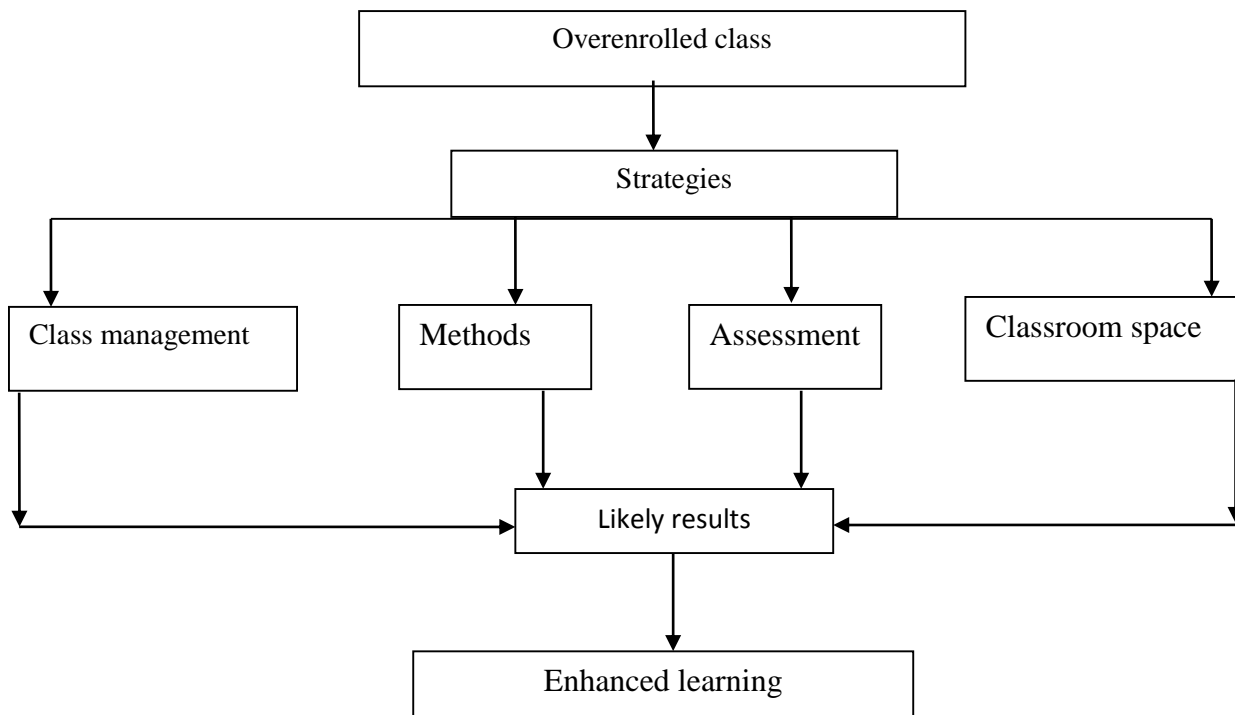 Overenrolled class
Strategies
Class management
Methods
Assessment
Classroom space
Likely results
Enhanced learning